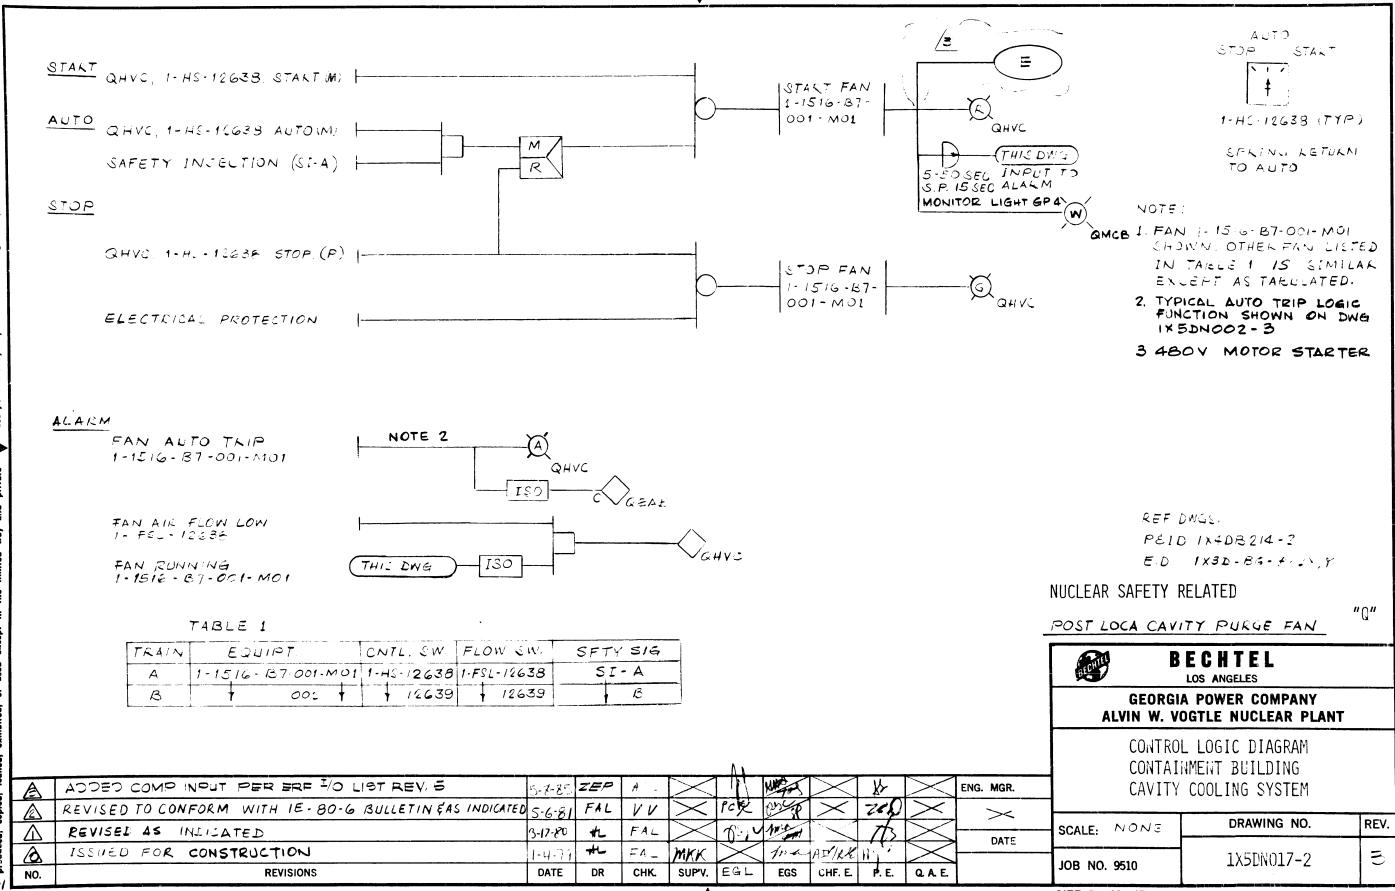 START QHVC, 1-HS-12638 START (M)
AUTO QHVC, 1-HS-12638 AUTO (M)
SAFETY INJECTION (SI-A)
M
R
STOP
QHVC, 1-HS-12638 STOP (P)
ELECTRICAL PROTECTION
START FAN
1-1516-B7-
001-M01
STOP FAN
1-1516-B7-
001-M01
3
R
QHVC
THIS DWG
5-50 SEC INPUT TO
S.P. 15 SEC ALARM
MONITOR LIGHT GP4
W
QMCB
G
QHVC
AUTO
STOP START
1-HS-12638 (TYP)
SPRING RETURN
TO AUTO
NOTE:
1. FAN 1-1516-B7-001-M01
SHOWN. OTHER FAN LISTED
IN TABLE 1 IS SIMILAR
EXCEPT AS TABULATED.
2. TYPICAL AUTO TRIP LOGIC
FUNCTION SHOWN ON DWG
1X5DN002-3
3 480V MOTOR STARTER
ALARM
FAN AUTO TRIP
1-1516-B7-001-M01
NOTE 2
A
QHVC
ISO
C
FAN AIR FLOW LOW
1-FSL-12638
FAN RUNNING
1-1516-B7-001-M01
THIS DWG
ISO
QHVC
REF DWGS.
P&ID 1X4DB214-2
TABLE 1
TRAIN EQUIPT. CNTL. SW FLOW SW. SFTY SIG
A 1-1516-B7-001-M01 1-HS-12638 1-FSL-12638 SI-A
B 002 12639 12639 B
NUCLEAR SAFETY RELATED
"Q"
POST LOCA CAVITY PURGE FAN
BECHTEL
BECHTEL
LOS ANGELES
GEORGIA POWER COMPANY
ALVIN W. VOGTLE NUCLEAR PLANT
CONTROL LOGIC DIAGRAM
CONTAINMENT BUILDING
CAVITY COOLING SYSTEM
SCALE: NONE
DRAWING NO.
REV.
JOB NO. 9510
1X5DN017-2
3
3 ADDED COMP INPUT PER ERF I/O LIST REV. 5 ZEP
2 REVISED TO CONFORM WITH IE-80-6 BULLETIN & AS INDICATED 5-6-81 FAL VV
1 REVISED AS INDICATED 3-17-80 FAL
0 ISSUED FOR CONSTRUCTION MKK
NO. REVISIONS DATE DR CHK. SUPV. EGL EGS CHF. E. P. E. Q. A. E.
ENG. MGR.
DATE